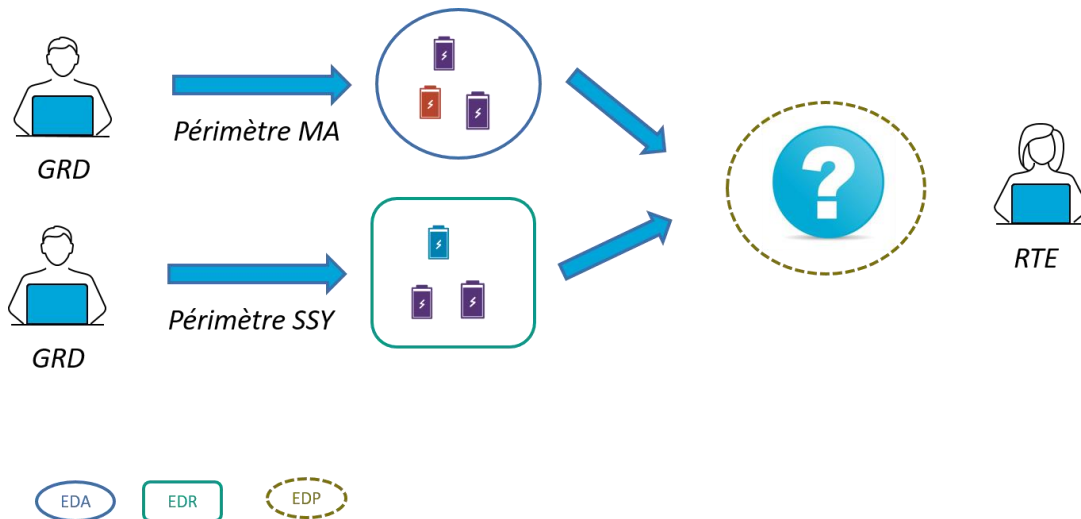 Périmètre MA
GRD
?
Périmètre SSY
RTE
GRD
EDA
EDR
EDP